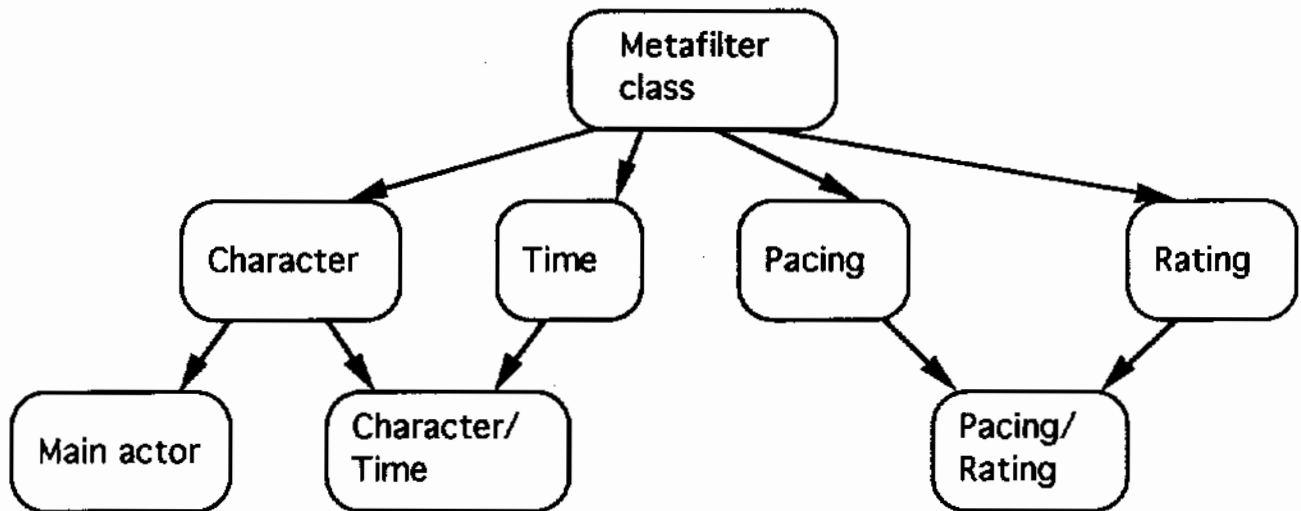 Metafilter
class
Character
Time
Pacing
Rating
Main actor
Character/
Time
Pacing/
Rating